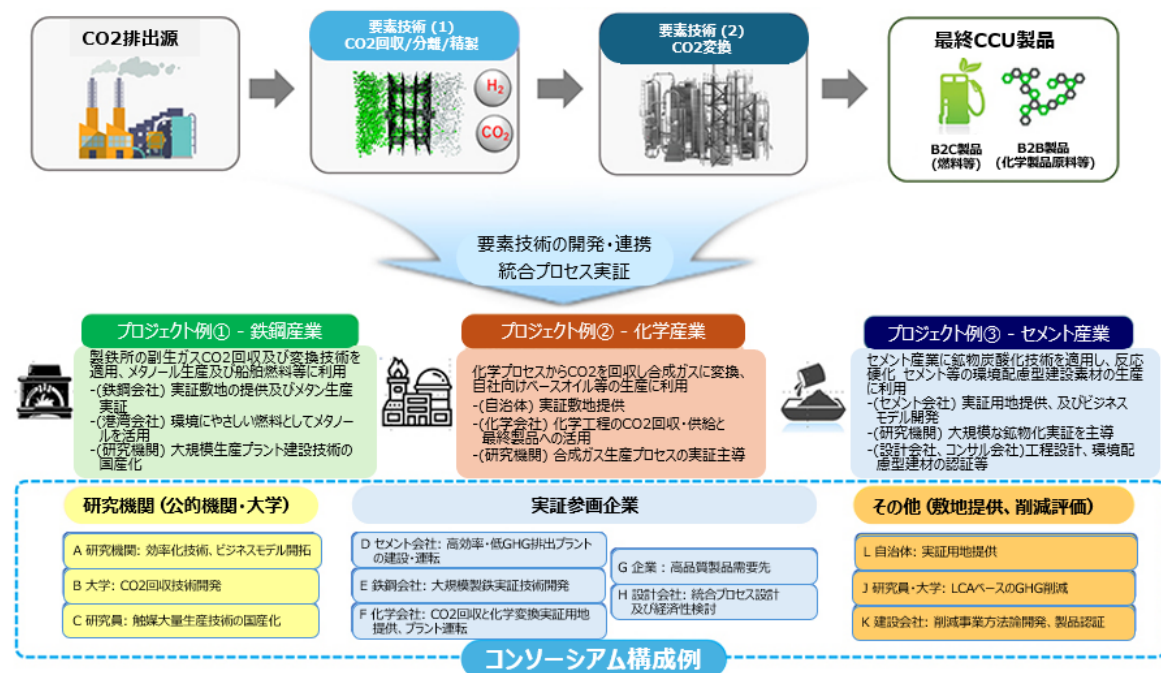 CO2排出源
要素技術 (1)
CO2回収/分離/精製
H2
CO2
要素技術 (2)
CO2変換
最終CCU製品
B2C製品
(燃料等)
B2B製品
(化学製品原料等)
要素技術の開発・連携
統合プロセス実証
プロジェクト例① - 鉄鋼産業
製鉄所の副生ガスCO2回収及び変換技術を
適用、メタノール生産及び船舶燃料等に利用
-(鉄鋼会社) 実証敷地の提供及びメタン生産
実証
-(港湾会社) 環境にやさしい燃料としてメタノー
ルを活用
-(研究機関) 大規模生産プラント建設技術の
国産化
プロジェクト例② - 化学産業
化学プロセスからCO2を回収し合成ガスに変換、
自社向けベースオイル等の生産に利用
-(自治体) 実証敷地提供
-(化学会社) 化学工程のCO2回収・供給と
最終製品への活用
-(研究機関) 合成ガス生産プロセスの実証主導
プロジェクト例③ - セメント産業
セメント産業に鉱物炭酸化技術を適用し、反応
硬化 セメント等の環境配慮型建設素材の生産
に利用
-(セメント会社) 実証用地提供、及びビジネス
モデル開発
-(研究機関) 大規模な鉱物化実証を主導
-(設計会社、コンサル会社)工程設計、環境配
慮型建材の認証等
研究機関 (公的機関・大学)
A 研究機関: 効率化技術、ビジネスモデル開拓
B 大学: CO2回収技術開発
C 研究員: 触媒大量生産技術の国産化
実証参画企業
D セメント会社: 高効率・低GHG排出プラント
の建設・運転
E 鉄鋼会社: 大規模製鉄実証技術開発
F 化学会社: CO2回収と化学変換実証用地
提供、プラント運転
G 企業 : 高品質製品需要先
H 設計会社: 統合プロセス設計
及び経済性検討
その他 (敷地提供、削減評価)
L 自治体: 実証用地提供
J 研究員・大学: LCAベースのGHG削減
K 建設会社: 削減事業方法論開発、製品認証
コンソーシアム構成例